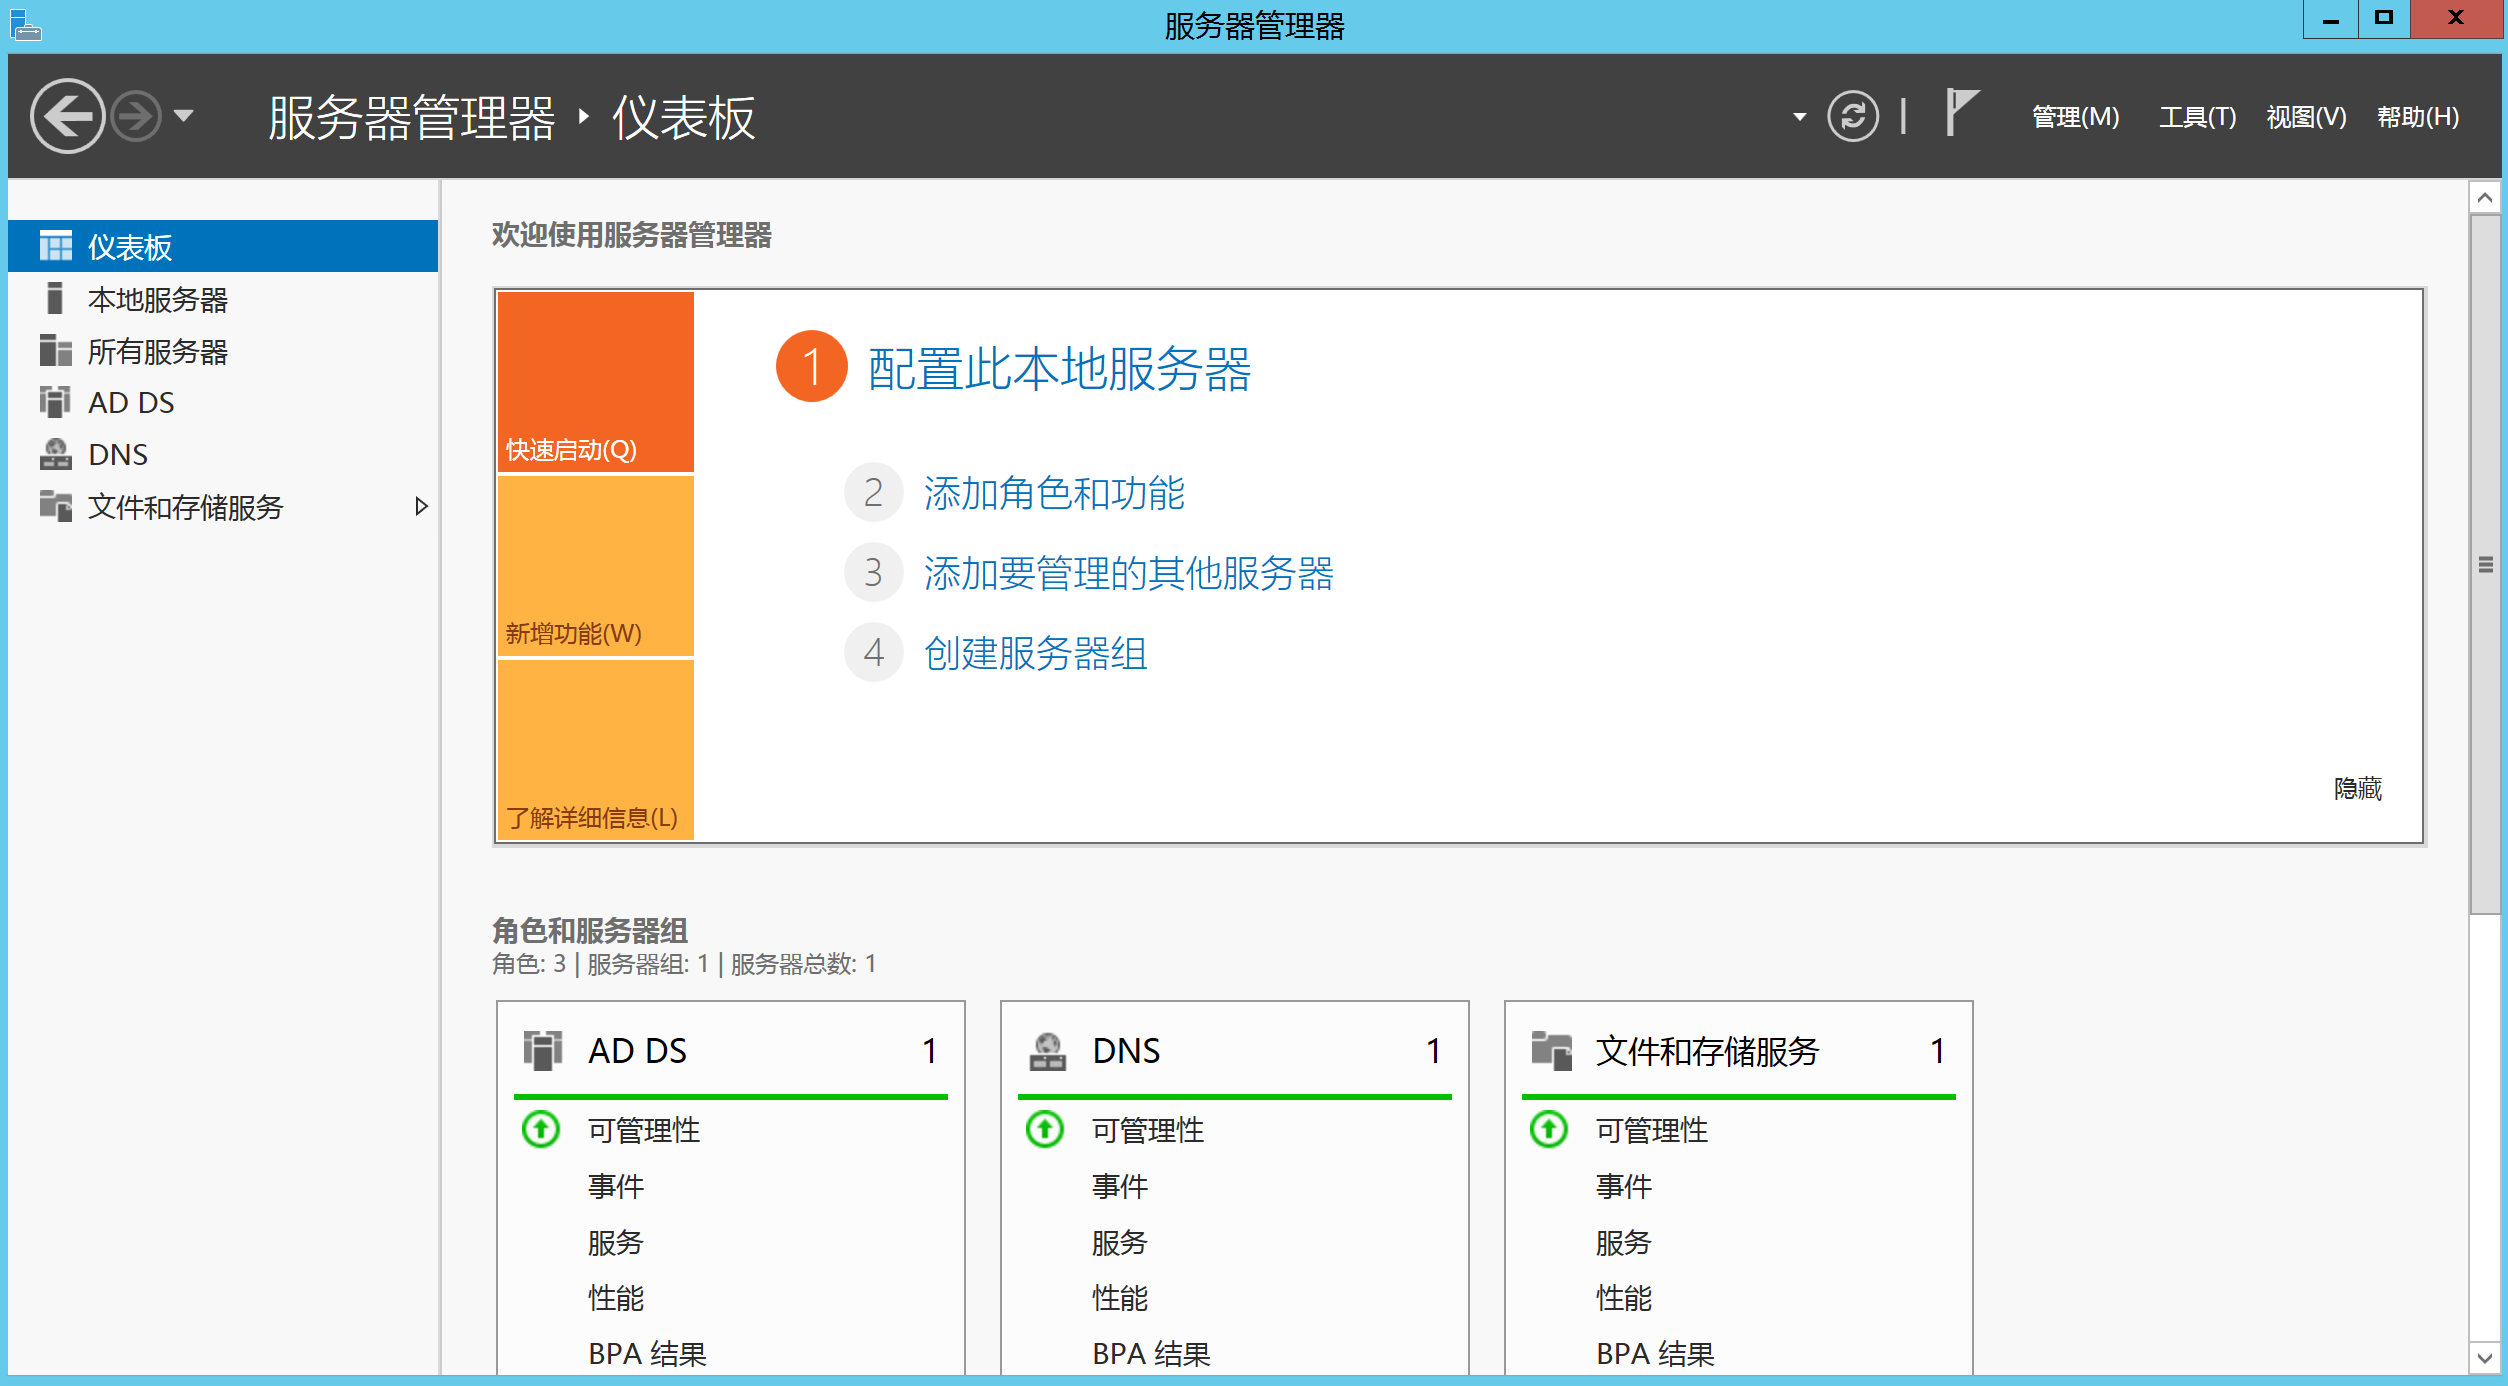 服务器管理器
服务器管理器 仪表板
管理(M) 工具(T) 视图(V) 帮助(H)
仪表板
本地服务器
所有服务器
AD DS
DNS
文件和存储服务
欢迎使用服务器管理器
快速启动(Q)
新增功能(W)
了解详细信息(L)
1 配置此本地服务器
2 添加角色和功能
3 添加要管理的其他服务器
4 创建服务器组
隐藏
角色和服务器组
角色: 3 | 服务器组: 1 | 服务器总数: 1
AD DS 1
可管理性
事件
服务
性能
BPA 结果
DNS 1
可管理性
事件
服务
性能
BPA 结果
文件和存储服务 1
可管理性
事件
服务
性能
BPA 结果